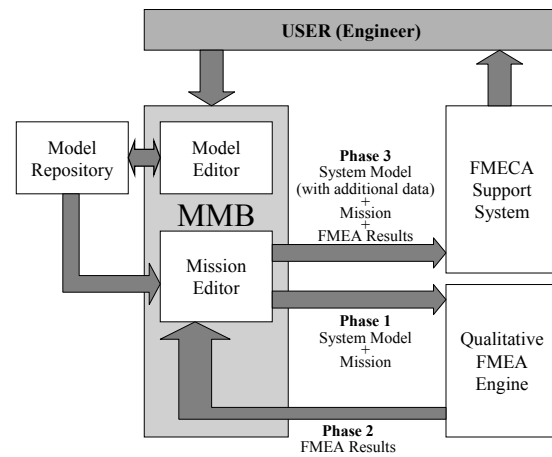 USER (Engineer)
Model
Repository
Model
Editor
MMB
Mission
Editor
Phase 3
System Model
(with additional data)
+
Mission
+
FMEA Results
FMECA
Support
System
Phase 1
System Model
+
Mission
Qualitative
FMEA
Engine
Phase 2
FMEA Results